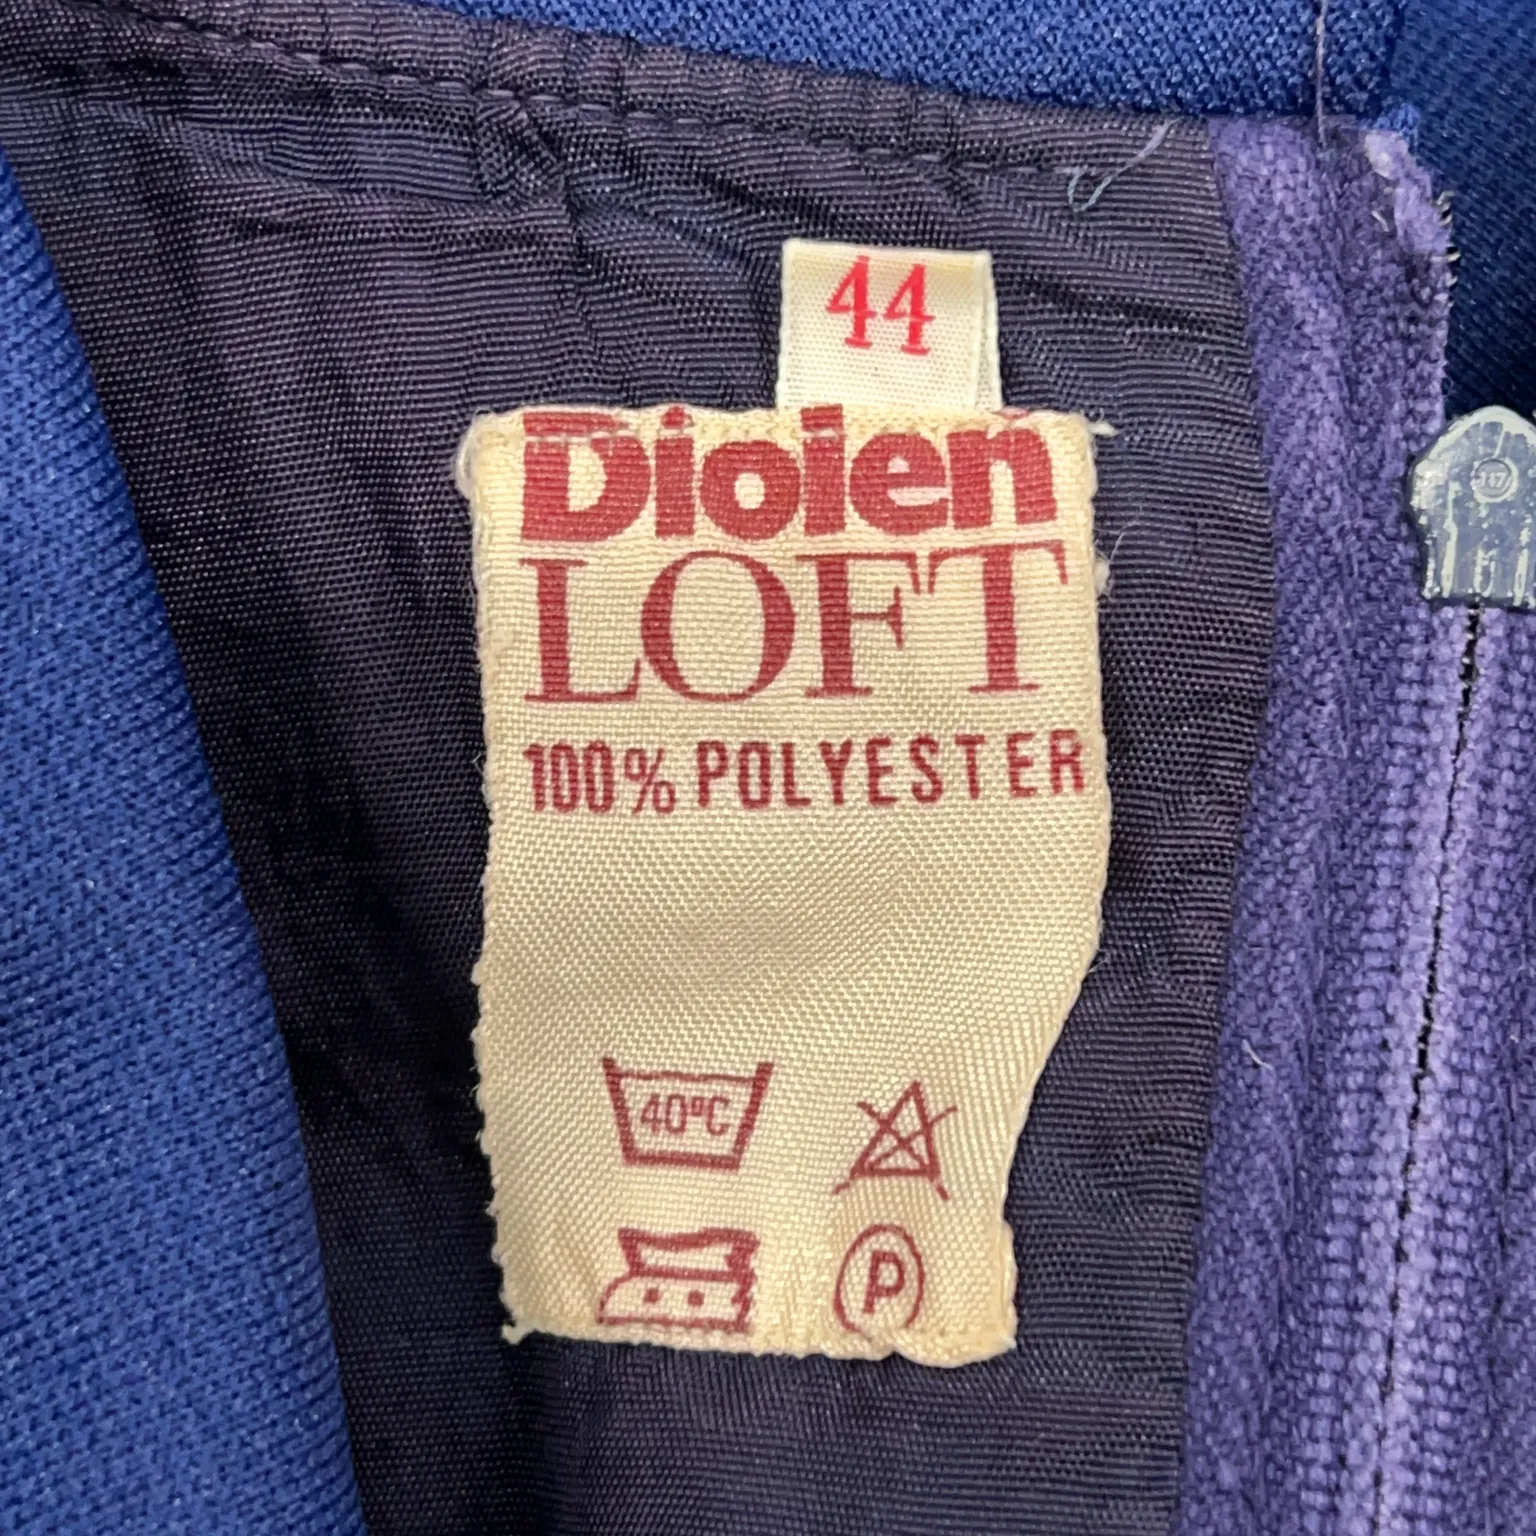 44
Diolen
LOFT
100% POLYESTER
40°C
P